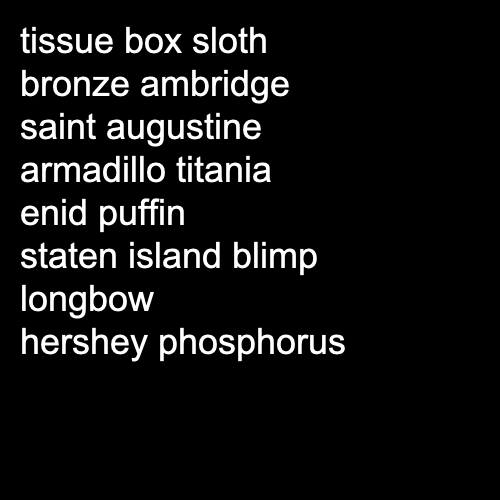 tissue box sloth
bronze ambridge
saint augustine
armadillo titania
enid puffin
staten island blimp
longbow
hershey phosphorus